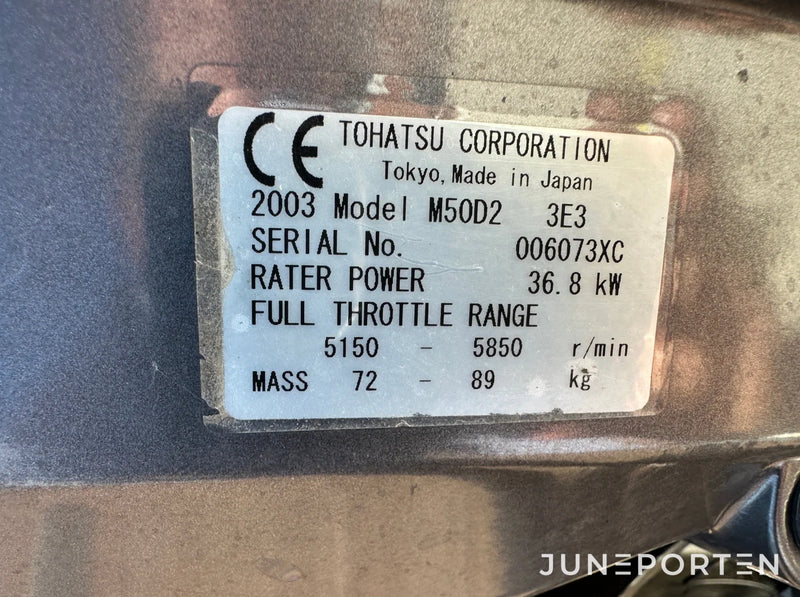 CE TOHATSU CORPORATION
Tokyo, Made in Japan
2003 Model M50D2 3E3
SERIAL No. 006073XC
RATER POWER 36.8 kW
FULL THROTTLE RANGE
5150 - 5850 r/min
MASS 72 - 89 kg
JUNEPORTEN